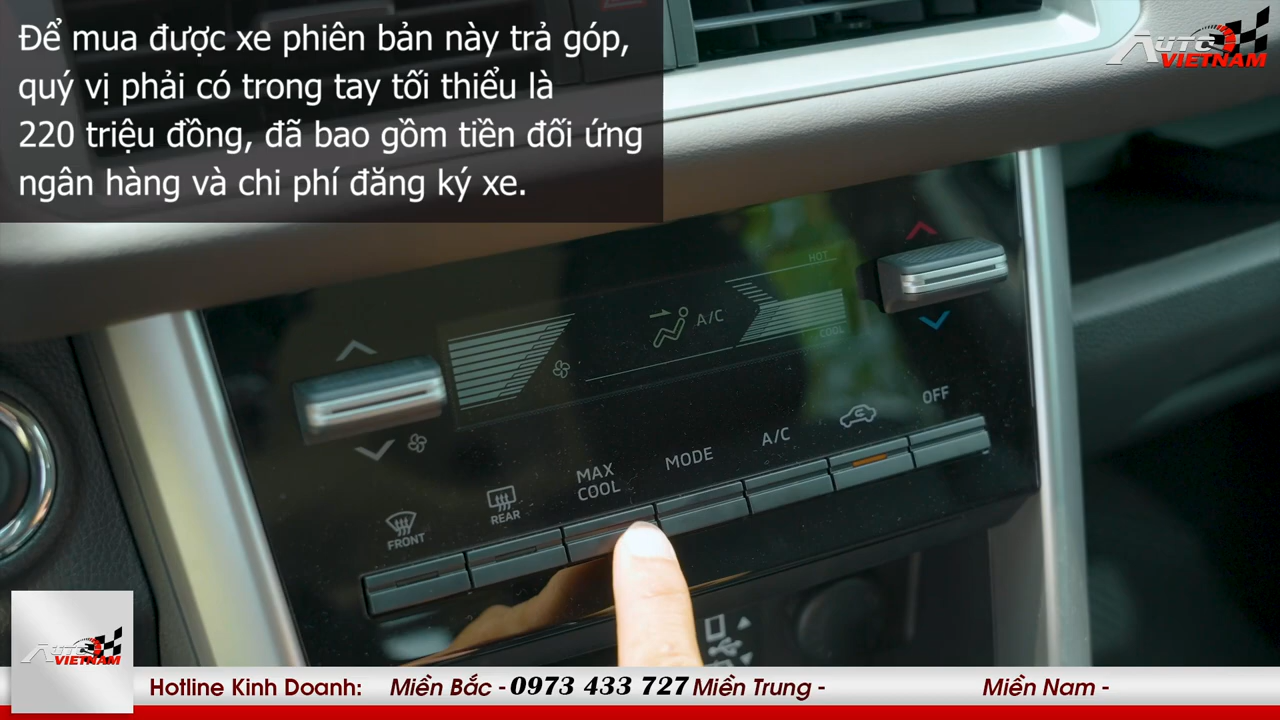 Để mua được xe phiên bản này trả góp,
quý vị phải có trong tay tối thiểu là
220 triệu đồng, đã bao gồm tiền đối ứng
ngân hàng và chi phí đăng ký xe.
AUTO
VIETNAM
HOT
A/C
COOL
OFF
A/C
MODE
MAX
COOL
REAR
FRONT
AUTO
VIETNAM
Hotline Kinh Doanh: Miền Bắc - 0973 433 727 Miền Trung - Miền Nam -